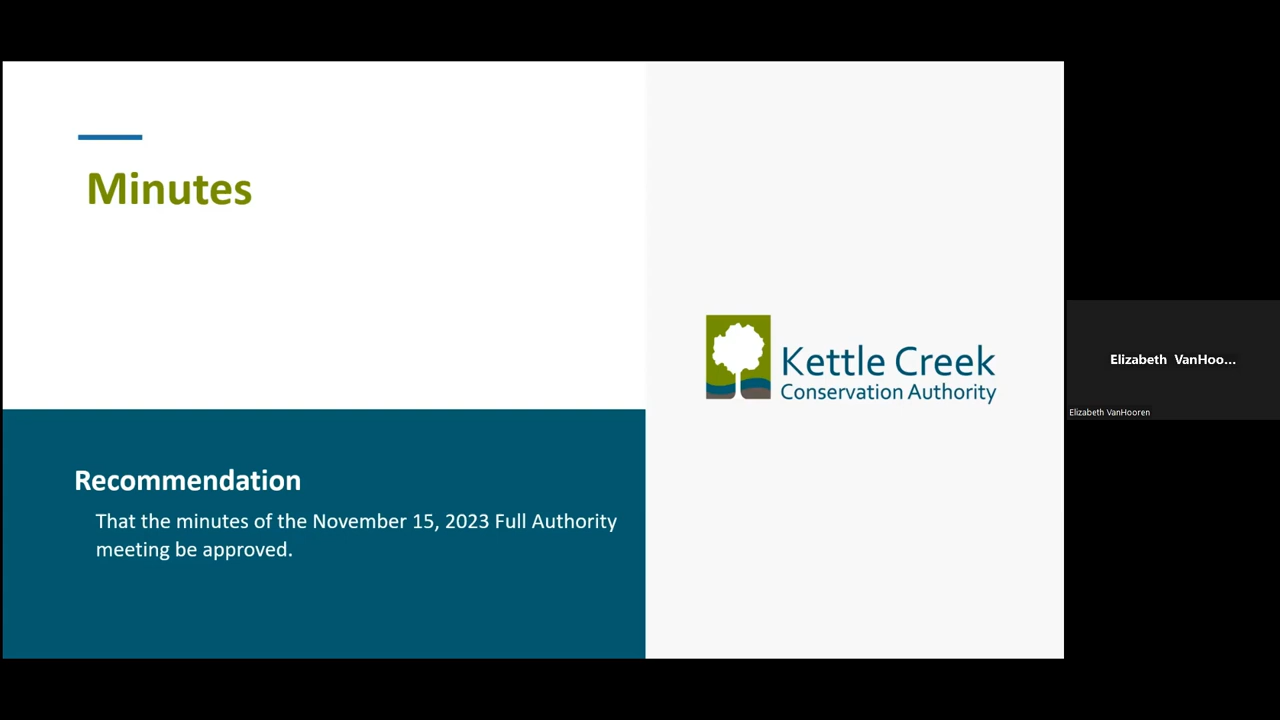 Minutes
Recommendation
That the minutes of the November 15, 2023 Full Authority
meeting be approved.
Kettle Creek
Conservation Authority
Elizabeth VanHoo...
Elizabeth VanHooren